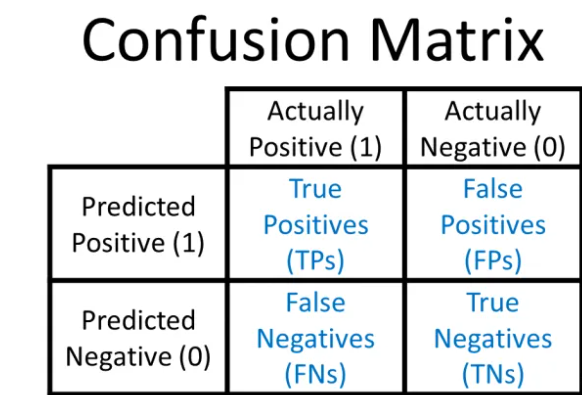 Confusion Matrix
Actually
Positive (1)
Actually
Negative (0)
Predicted
Positive (1)
True
Positives
(TPs)
False
Positives
(FPs)
Predicted
Negative (0)
False
Negatives
(FNs)
True
Negatives
(TNs)